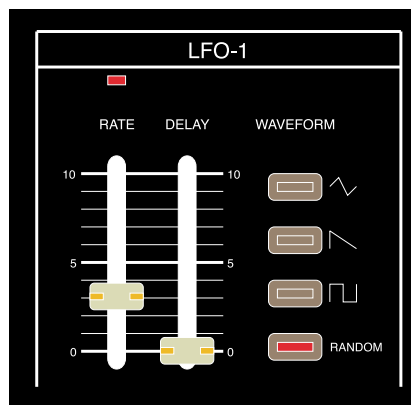 LFO-1
RATE DELAY WAVEFORM
10 10
5 5
0 0 RANDOM